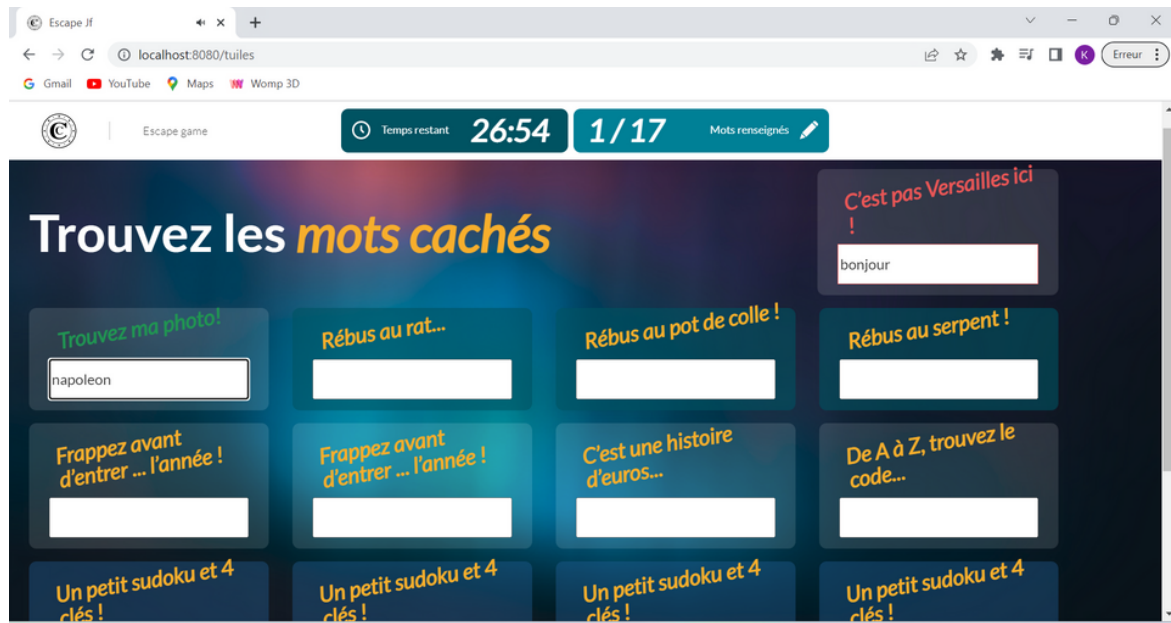 Escape Jf
localhost:8080/tuiles
K
Erreur
Gmail
YouTube
Maps
Womp 3D
C
Escape game
Temps restant
26:54
1/17
Mots renseignés
Trouvez les mots cachés
C'est pas Versailles ici
!
bonjour
Trouvez ma photo!
napoleon
Rébus au rat...
Rébus au pot de colle !
Rébus au serpent !
Frappez avant
d'entrer ... l'année !
Frappez avant
d'entrer ... l'année !
C'est une histoire
d'euros...
De A à Z, trouvez le
code...
Un petit sudoku et 4
clés !
Un petit sudoku et 4
clés !
Un petit sudoku et 4
clés !
Un petit sudoku et 4
clés !